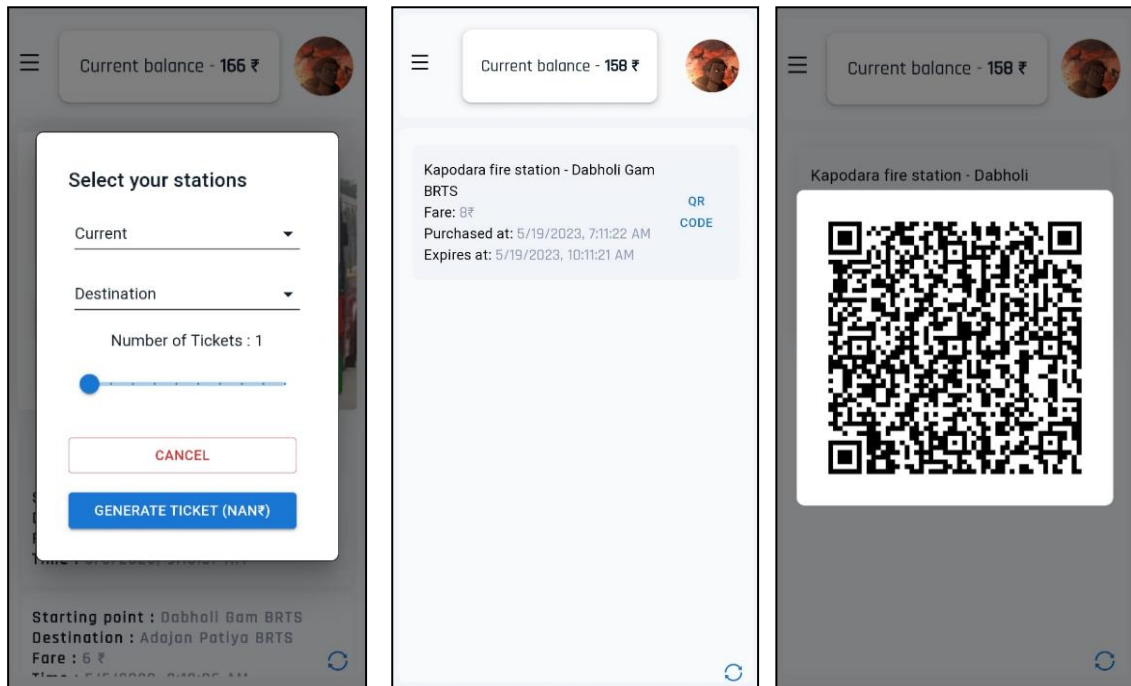 Current balance - 166 ₹
Select your stations
Current
Destination
Number of Tickets : 1
CANCEL
GENERATE TICKET (NAN₹)
Starting point : Dabholi Gam BRTS
Destination : Adajan Patiya BRTS
Fare : 6 ₹
Current balance - 158 ₹
Kapodara fire station - Dabholi Gam
BRTS
Fare: 8₹
Purchased at: 5/19/2023, 7:11:22 AM
Expires at: 5/19/2023, 10:11:21 AM
QR
CODE
Current balance - 158 ₹
Kapodara fire station - Dabholi